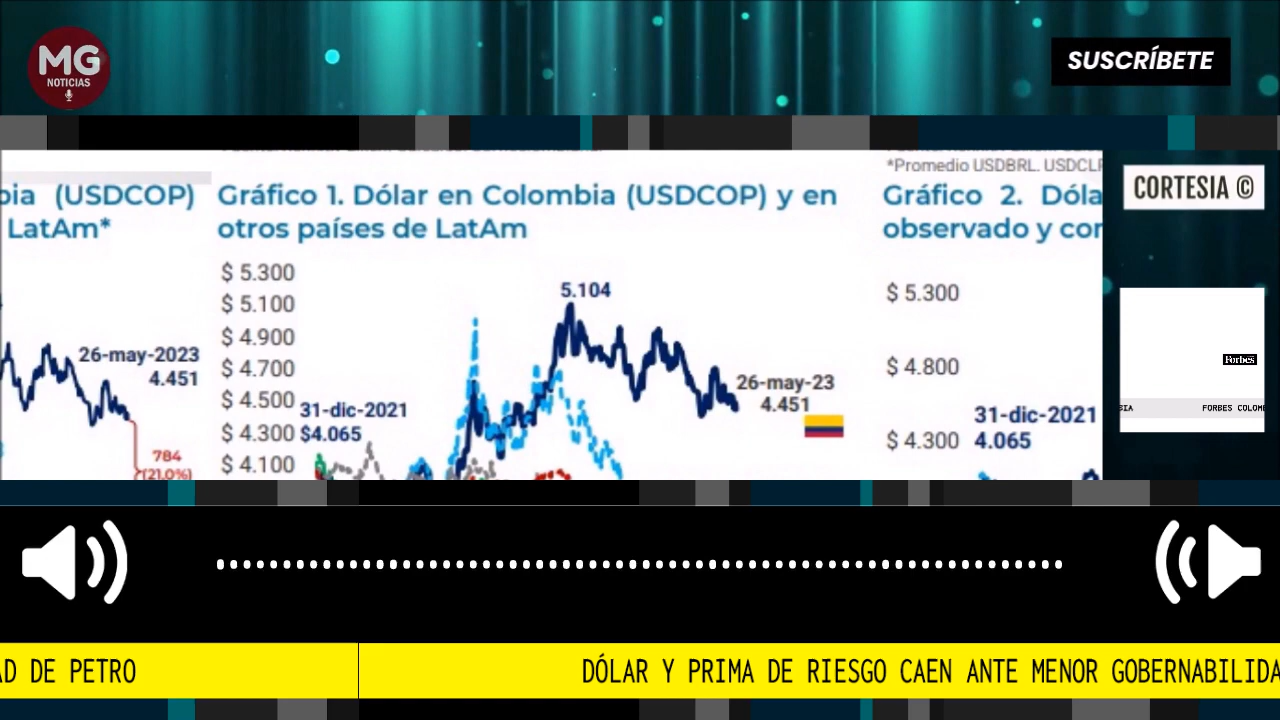 MG
NOTICIAS
SUSCRÍBETE
*Promedio USDBRL. USDCLP
CORTESIA ©
bia (USDCOP)
LatAm*
26-may-2023
4.451
784
(21.0%)
Gráfico 1. Dólar en Colombia (USDCOP) y en
otros países de LatAm
$ 5.300
$ 5.100
$ 4.900
$ 4.700
$ 4.500
$ 4.300
$ 4.100
31-dic-2021
$4.065
5.104
26-may-23
4.451
Gráfico 2. Dóla
observado y cor
$ 5.300
$ 4.800
$ 4.300
31-dic-2021
4.065
Forbes
SIA FORBES COLOM
AD DE PETRO
DÓLAR Y PRIMA DE RIESGO CAEN ANTE MENOR GOBERNABILIDA